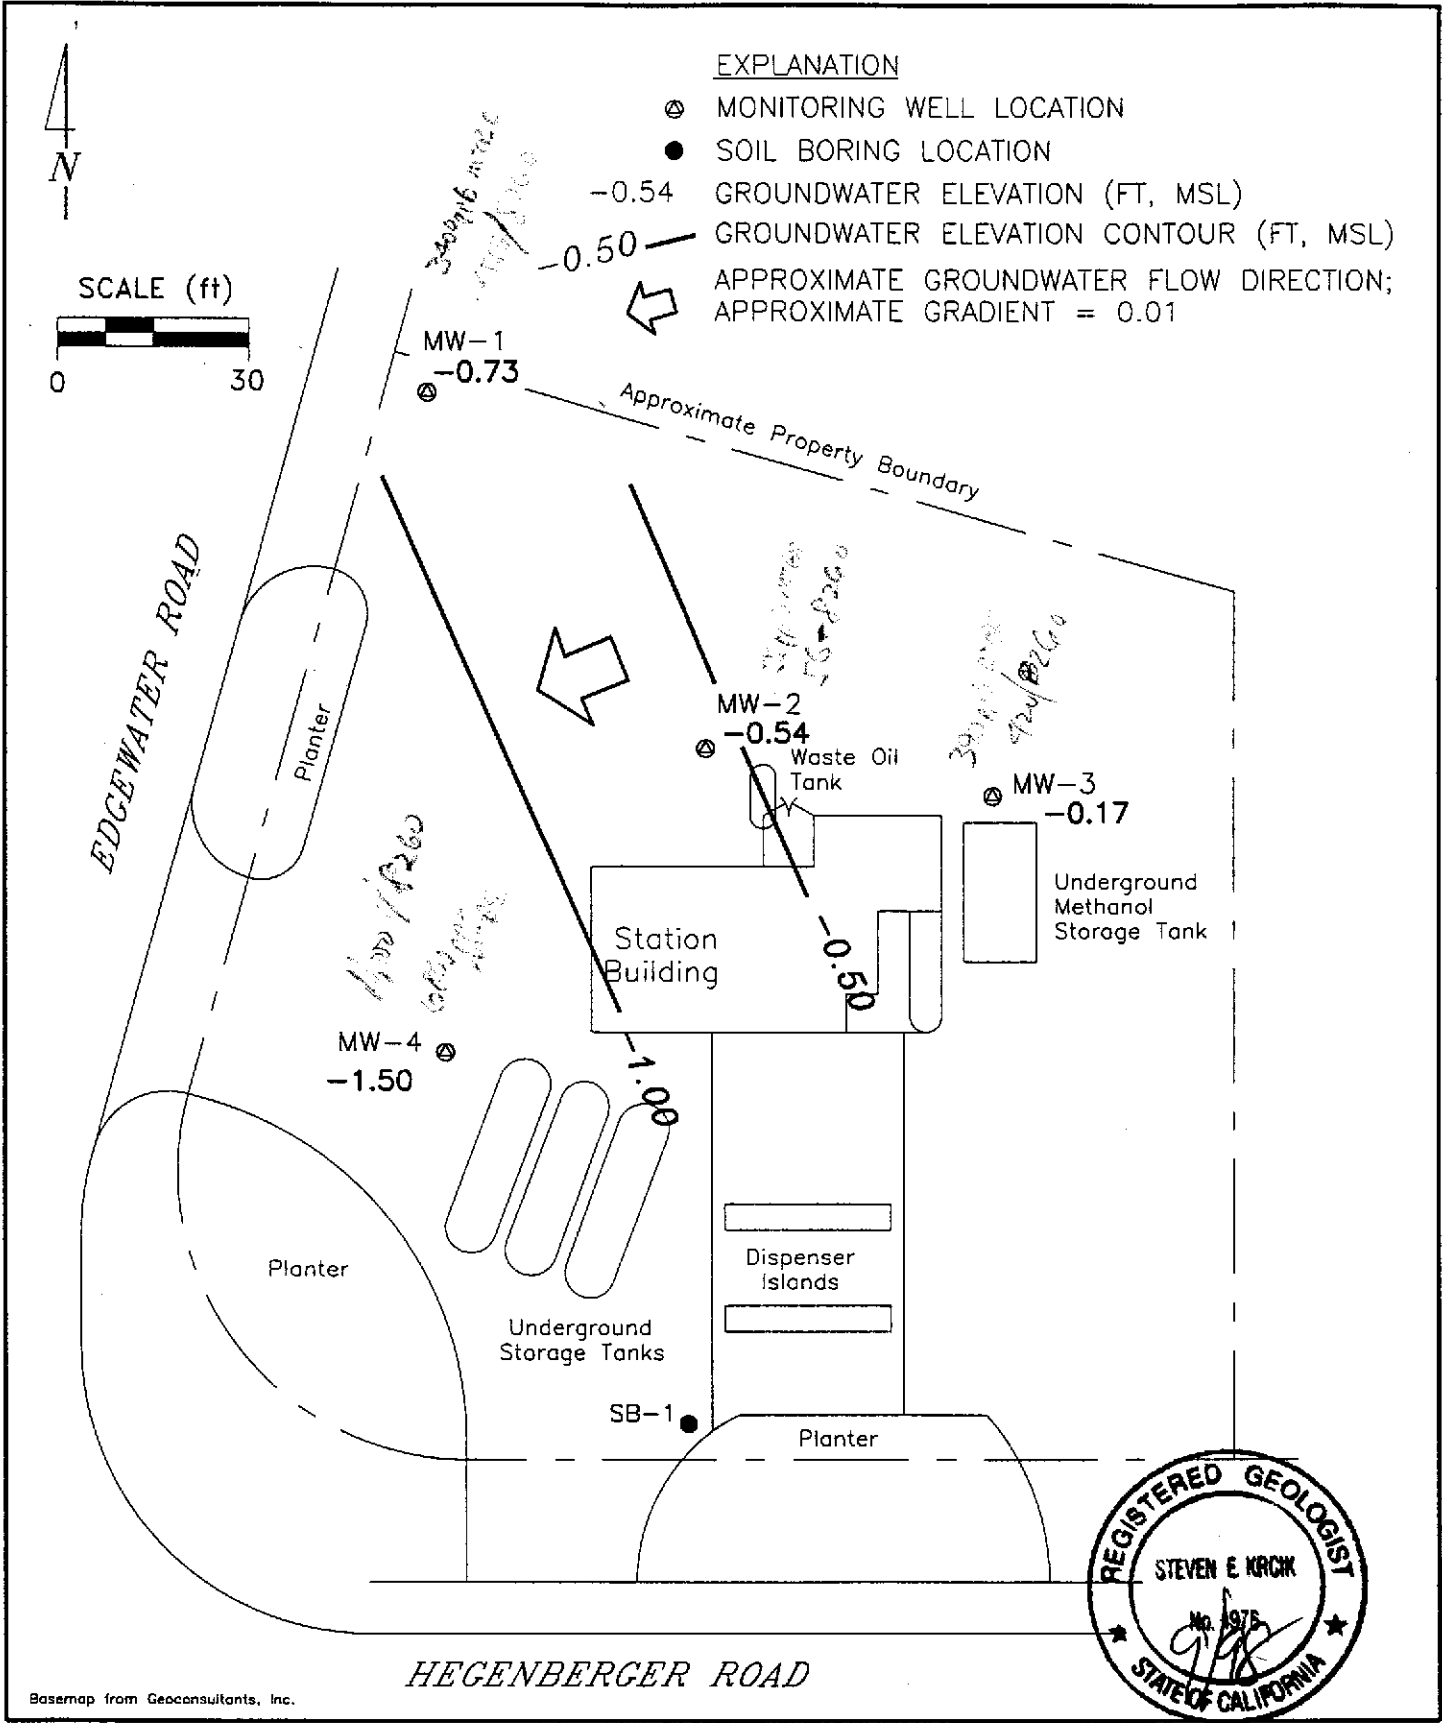 EXPLANATION
MONITORING WELL LOCATION
SOIL BORING LOCATION
-0.54 GROUNDWATER ELEVATION (FT, MSL)
-0.50 GROUNDWATER ELEVATION CONTOUR (FT, MSL)
APPROXIMATE GROUNDWATER FLOW DIRECTION;
APPROXIMATE GRADIENT = 0.01
N
SCALE (ft)
0 30
MW-1
-0.73
Approximate Property Boundary
EDGEWATER ROAD
Planter
8260
MW-2
-0.54
Waste Oil
Tank
MW-3
-0.17
Underground
Methanol
Storage Tank
Station
Building
-0.50
8260
MW-4
-1.50
-1.00
Planter
Dispenser
Islands
Underground
Storage Tanks
SB-1
Planter
REGISTERED GEOLOGIST
STEVEN E. KRCIK
No.
STATE OF CALIFORNIA
HEGENBERGER ROAD
Basemap from Geoconsultants, Inc.